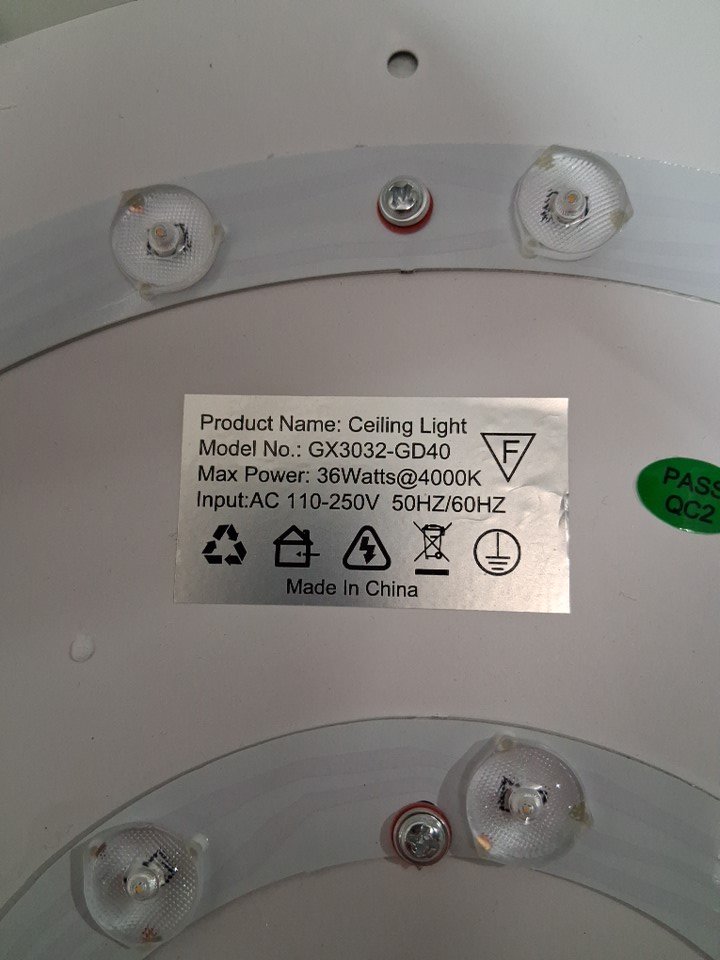 Product Name: Ceiling Light
Model No.: GX3032-GD40
Max Power: 36Watts@4000K
F
Input:AC 110-250V 50HZ/60HZ
Made In China
PASS
QC2